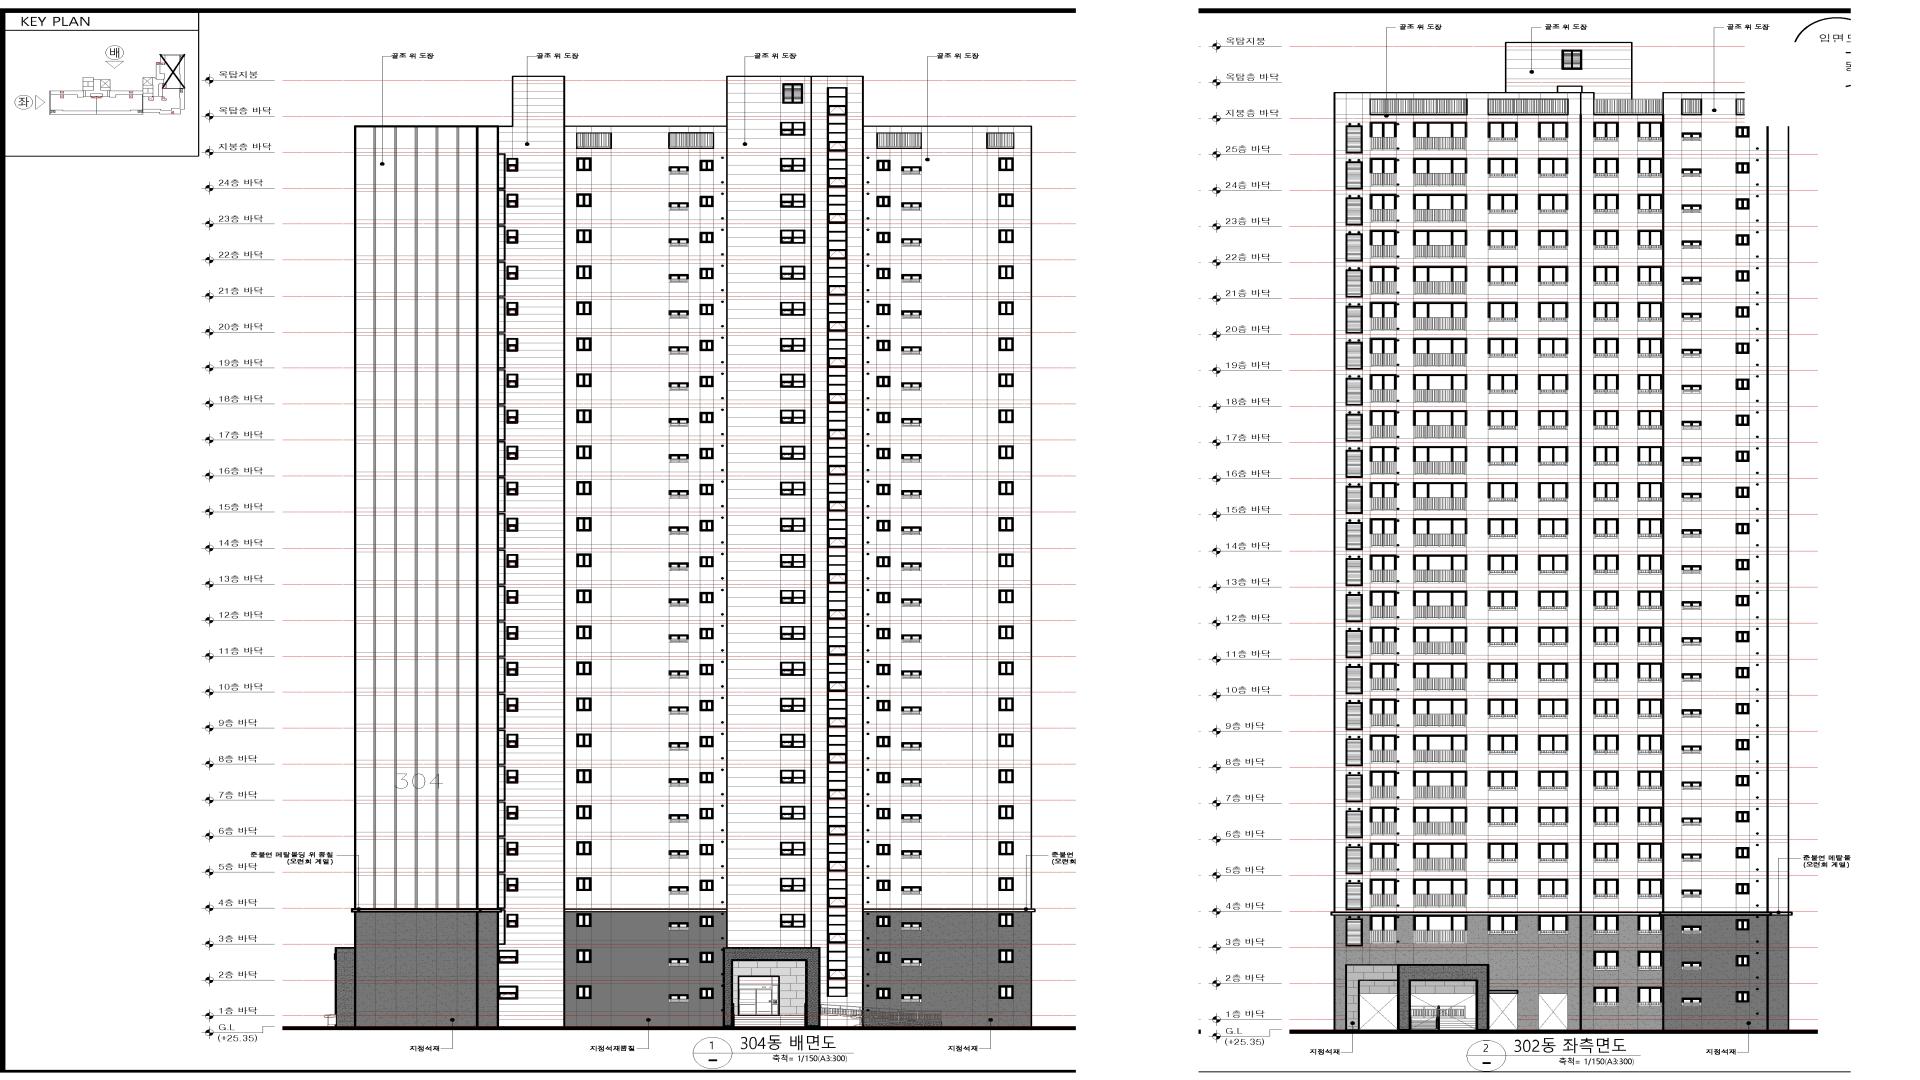 KEY PLAN
배
좌
골조 위 도장
골조 위 도장
골조 위 도장
골조 위 도장
옥탑지붕
옥탑층 바닥
지붕층 바닥
24층 바닥
23층 바닥
22층 바닥
21층 바닥
20층 바닥
19층 바닥
18층 바닥
17층 바닥
16층 바닥
15층 바닥
14층 바닥
13층 바닥
12층 바닥
11층 바닥
10층 바닥
9층 바닥
8층 바닥
304
7층 바닥
6층 바닥
준불연 메탈몰딩 위 뿜칠
5층 바닥
4층 바닥
3층 바닥
2층 바닥
1층 바닥
G.L
(+25.35)
준불연
지정석재
지정석재뿜칠
지정석재
1
304동 배면도
축척= 1/150(A3:300)
골조 위 도장
골조 위 도장
골조 위 도장
입면도
옥탑지붕
옥탑층 바닥
지붕층 바닥
25층 바닥
24층 바닥
23층 바닥
22층 바닥
21층 바닥
20층 바닥
19층 바닥
18층 바닥
17층 바닥
16층 바닥
15층 바닥
14층 바닥
13층 바닥
12층 바닥
11층 바닥
10층 바닥
9층 바닥
8층 바닥
7층 바닥
6층 바닥
준불연 메탈몰
5층 바닥
4층 바닥
3층 바닥
2층 바닥
1층 바닥
G.L
(+25.35)
지정석재
지정석재
2
302동 좌측면도
축척= 1/150(A3:300)